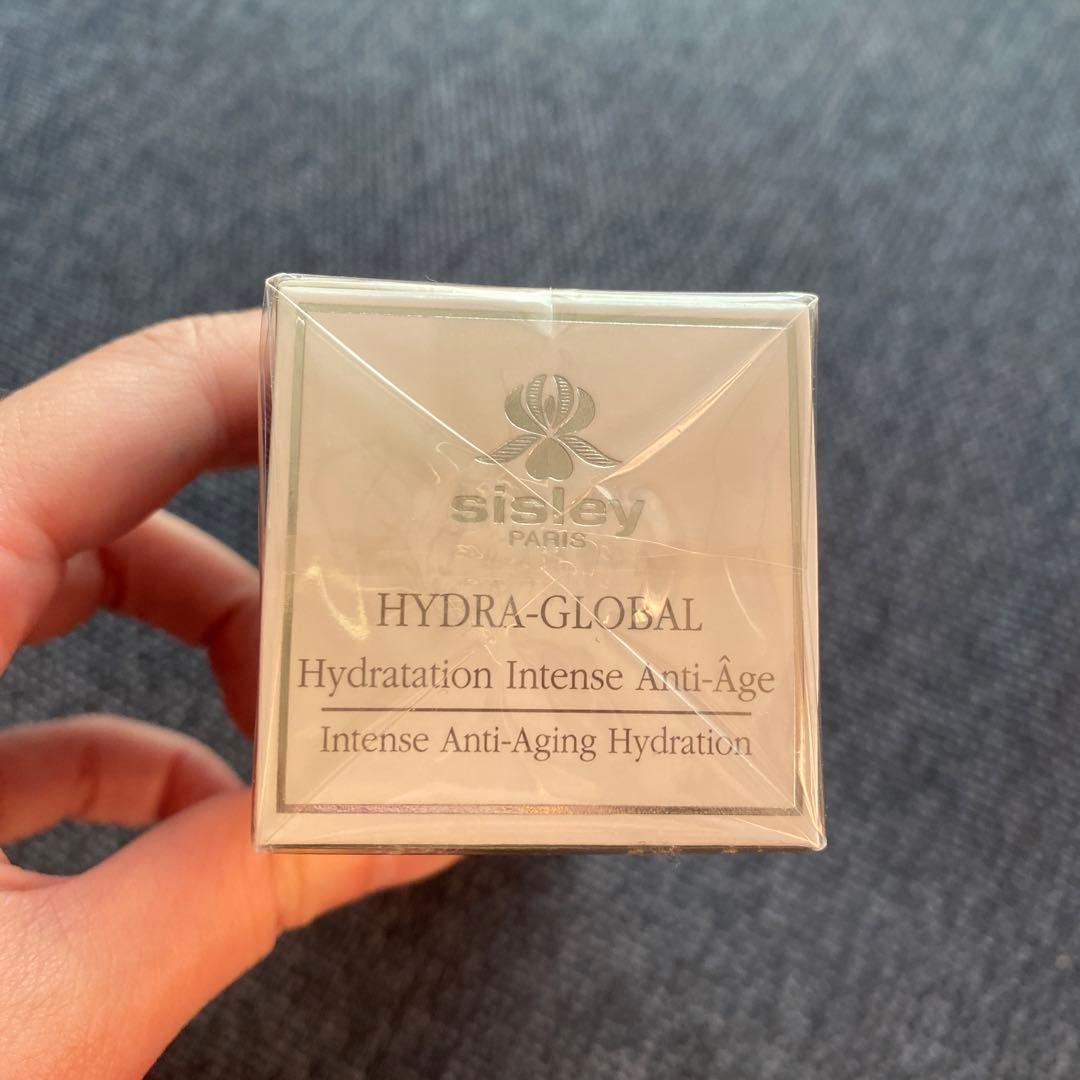 sisley
PARIS
HYDRA-GLOBAL
Hydratation Intense Anti-Âge
Intense Anti-Aging Hydration